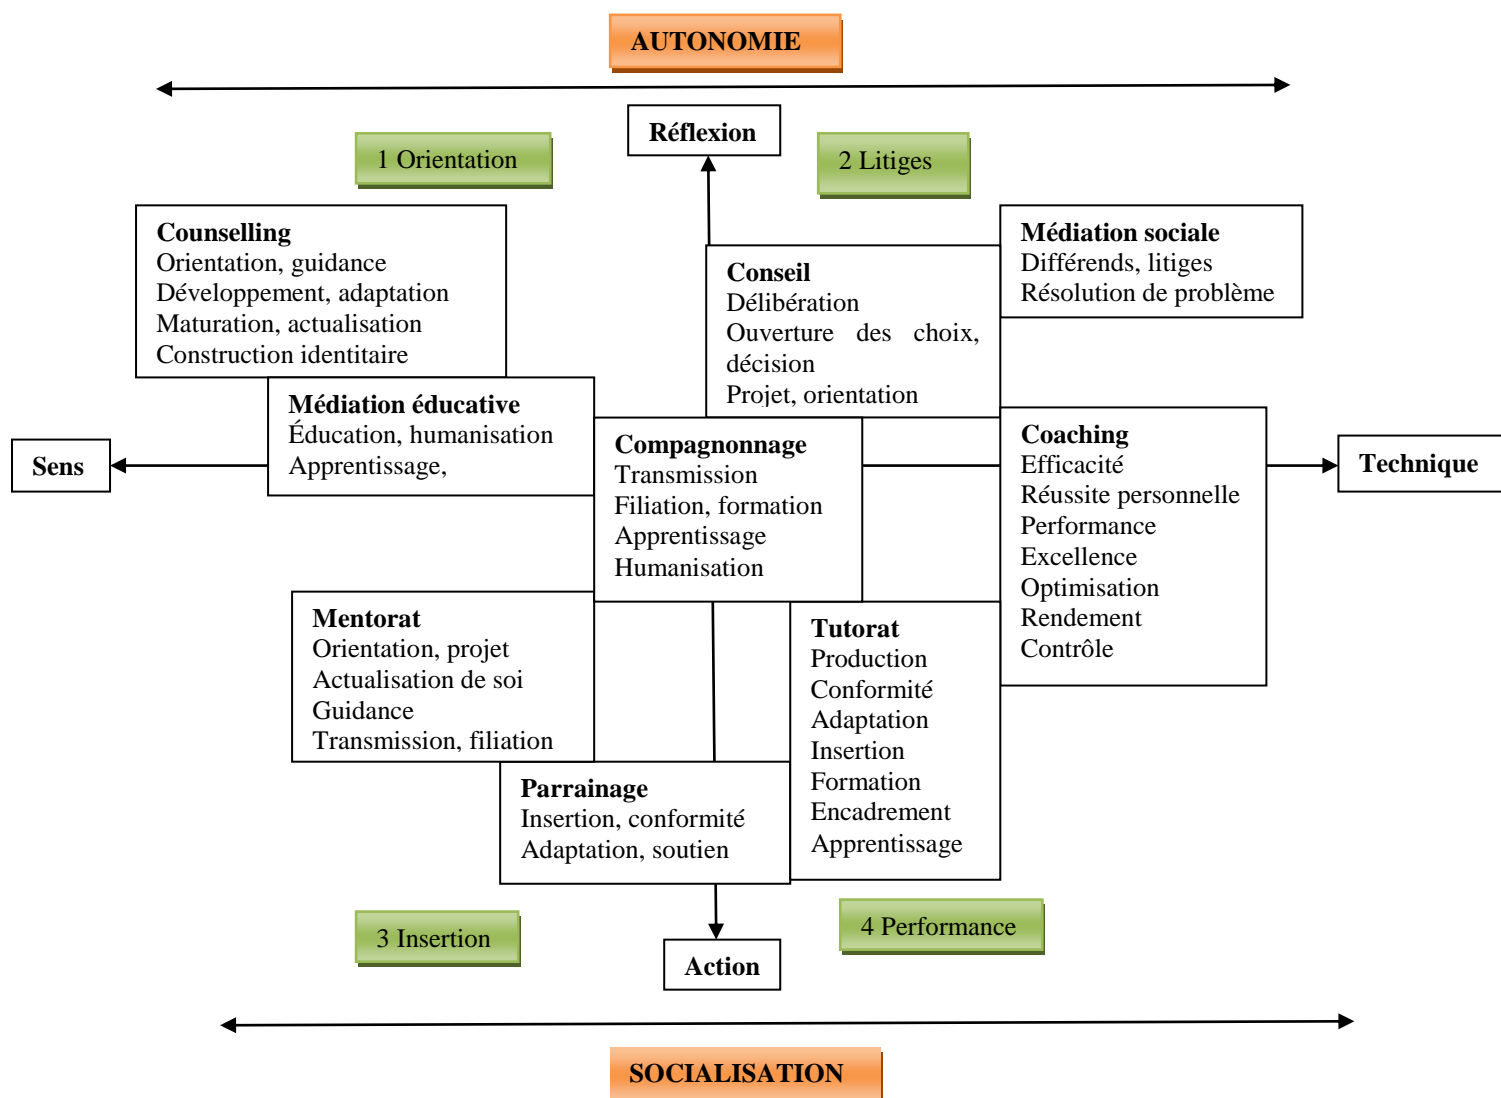 AUTONOMIE
Réflexion
1 Orientation
2 Litiges
Counselling
Orientation, guidance
Développement, adaptation
Maturation, actualisation
Construction identitaire
Médiation sociale
Différends, litiges
Résolution de problème
Conseil
Délibération
Ouverture des choix,
décision
Projet, orientation
Médiation éducative
Éducation, humanisation
Apprentissage,
Sens
Compagnonnage
Transmission
Filiation, formation
Apprentissage
Humanisation
Coaching
Efficacité
Réussite personnelle
Performance
Excellence
Optimisation
Rendement
Contrôle
Technique
Mentorat
Orientation, projet
Actualisation de soi
Guidance
Transmission, filiation
Tutorat
Production
Conformité
Adaptation
Insertion
Formation
Encadrement
Apprentissage
Parrainage
Insertion, conformité
Adaptation, soutien
3 Insertion
4 Performance
Action
SOCIALISATION